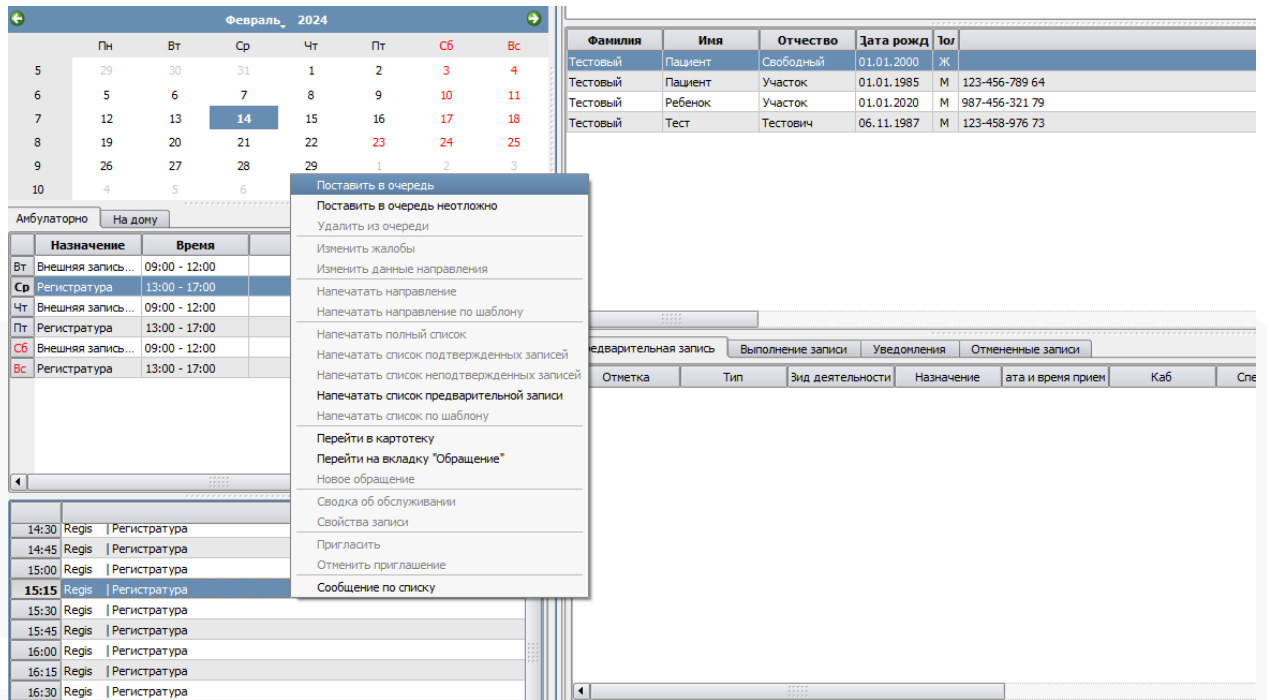 Февраль, 2024
Пн Вт Ср Чт Пт Сб Вс
5 29 30 31 1 2 3 4
6 5 6 7 8 9 10 11
7 12 13 14 15 16 17 18
8 19 20 21 22 23 24 25
9 26 27 28 29 1 2 3
10 4 5 6
Амбулаторно На дому
Назначение Время
Вт Внешняя запись... 09:00 - 12:00
Ср Регистратура 13:00 - 17:00
Чт Внешняя запись... 09:00 - 12:00
Пт Регистратура 13:00 - 17:00
Сб Внешняя запись... 09:00 - 12:00
Вс Регистратура 13:00 - 17:00
14:30 Regis | Регистратура
14:45 Regis | Регистратура
15:00 Regis | Регистратура
15:15 Regis | Регистратура
15:30 Regis | Регистратура
15:45 Regis | Регистратура
16:00 Regis | Регистратура
16:15 Regis | Регистратура
16:30 Regis | Регистратура
Поставить в очередь
Поставить в очередь неотложно
Удалить из очереди
Изменить жалобы
Изменить данные направления
Напечатать направление
Напечатать направление по шаблону
Напечатать полный список
Напечатать список подтвержденных записей
Напечатать список неподтвержденных записей
Напечатать список предварительной записи
Напечатать список по шаблону
Перейти в картотеку
Перейти на вкладку "Обращение"
Новое обращение
Сводка об обслуживании
Свойства записи
Пригласить
Отменить приглашение
Сообщение по списку
Фамилия Имя Отчество Дата рожд Пол
Тестовый Пациент Свободный 01.01.2000 Ж
Тестовый Пациент Участок 01.01.1985 М 123-456-789 64
Тестовый Ребенок Участок 01.01.2020 М 987-456-321 79
Тестовый Тест Тестович 06.11.1987 М 123-458-976 73
едварительная запись Выполнение записи Уведомления Отмененные записи
Отметка Тип Вид деятельности Назначение ата и время прием Каб Спе